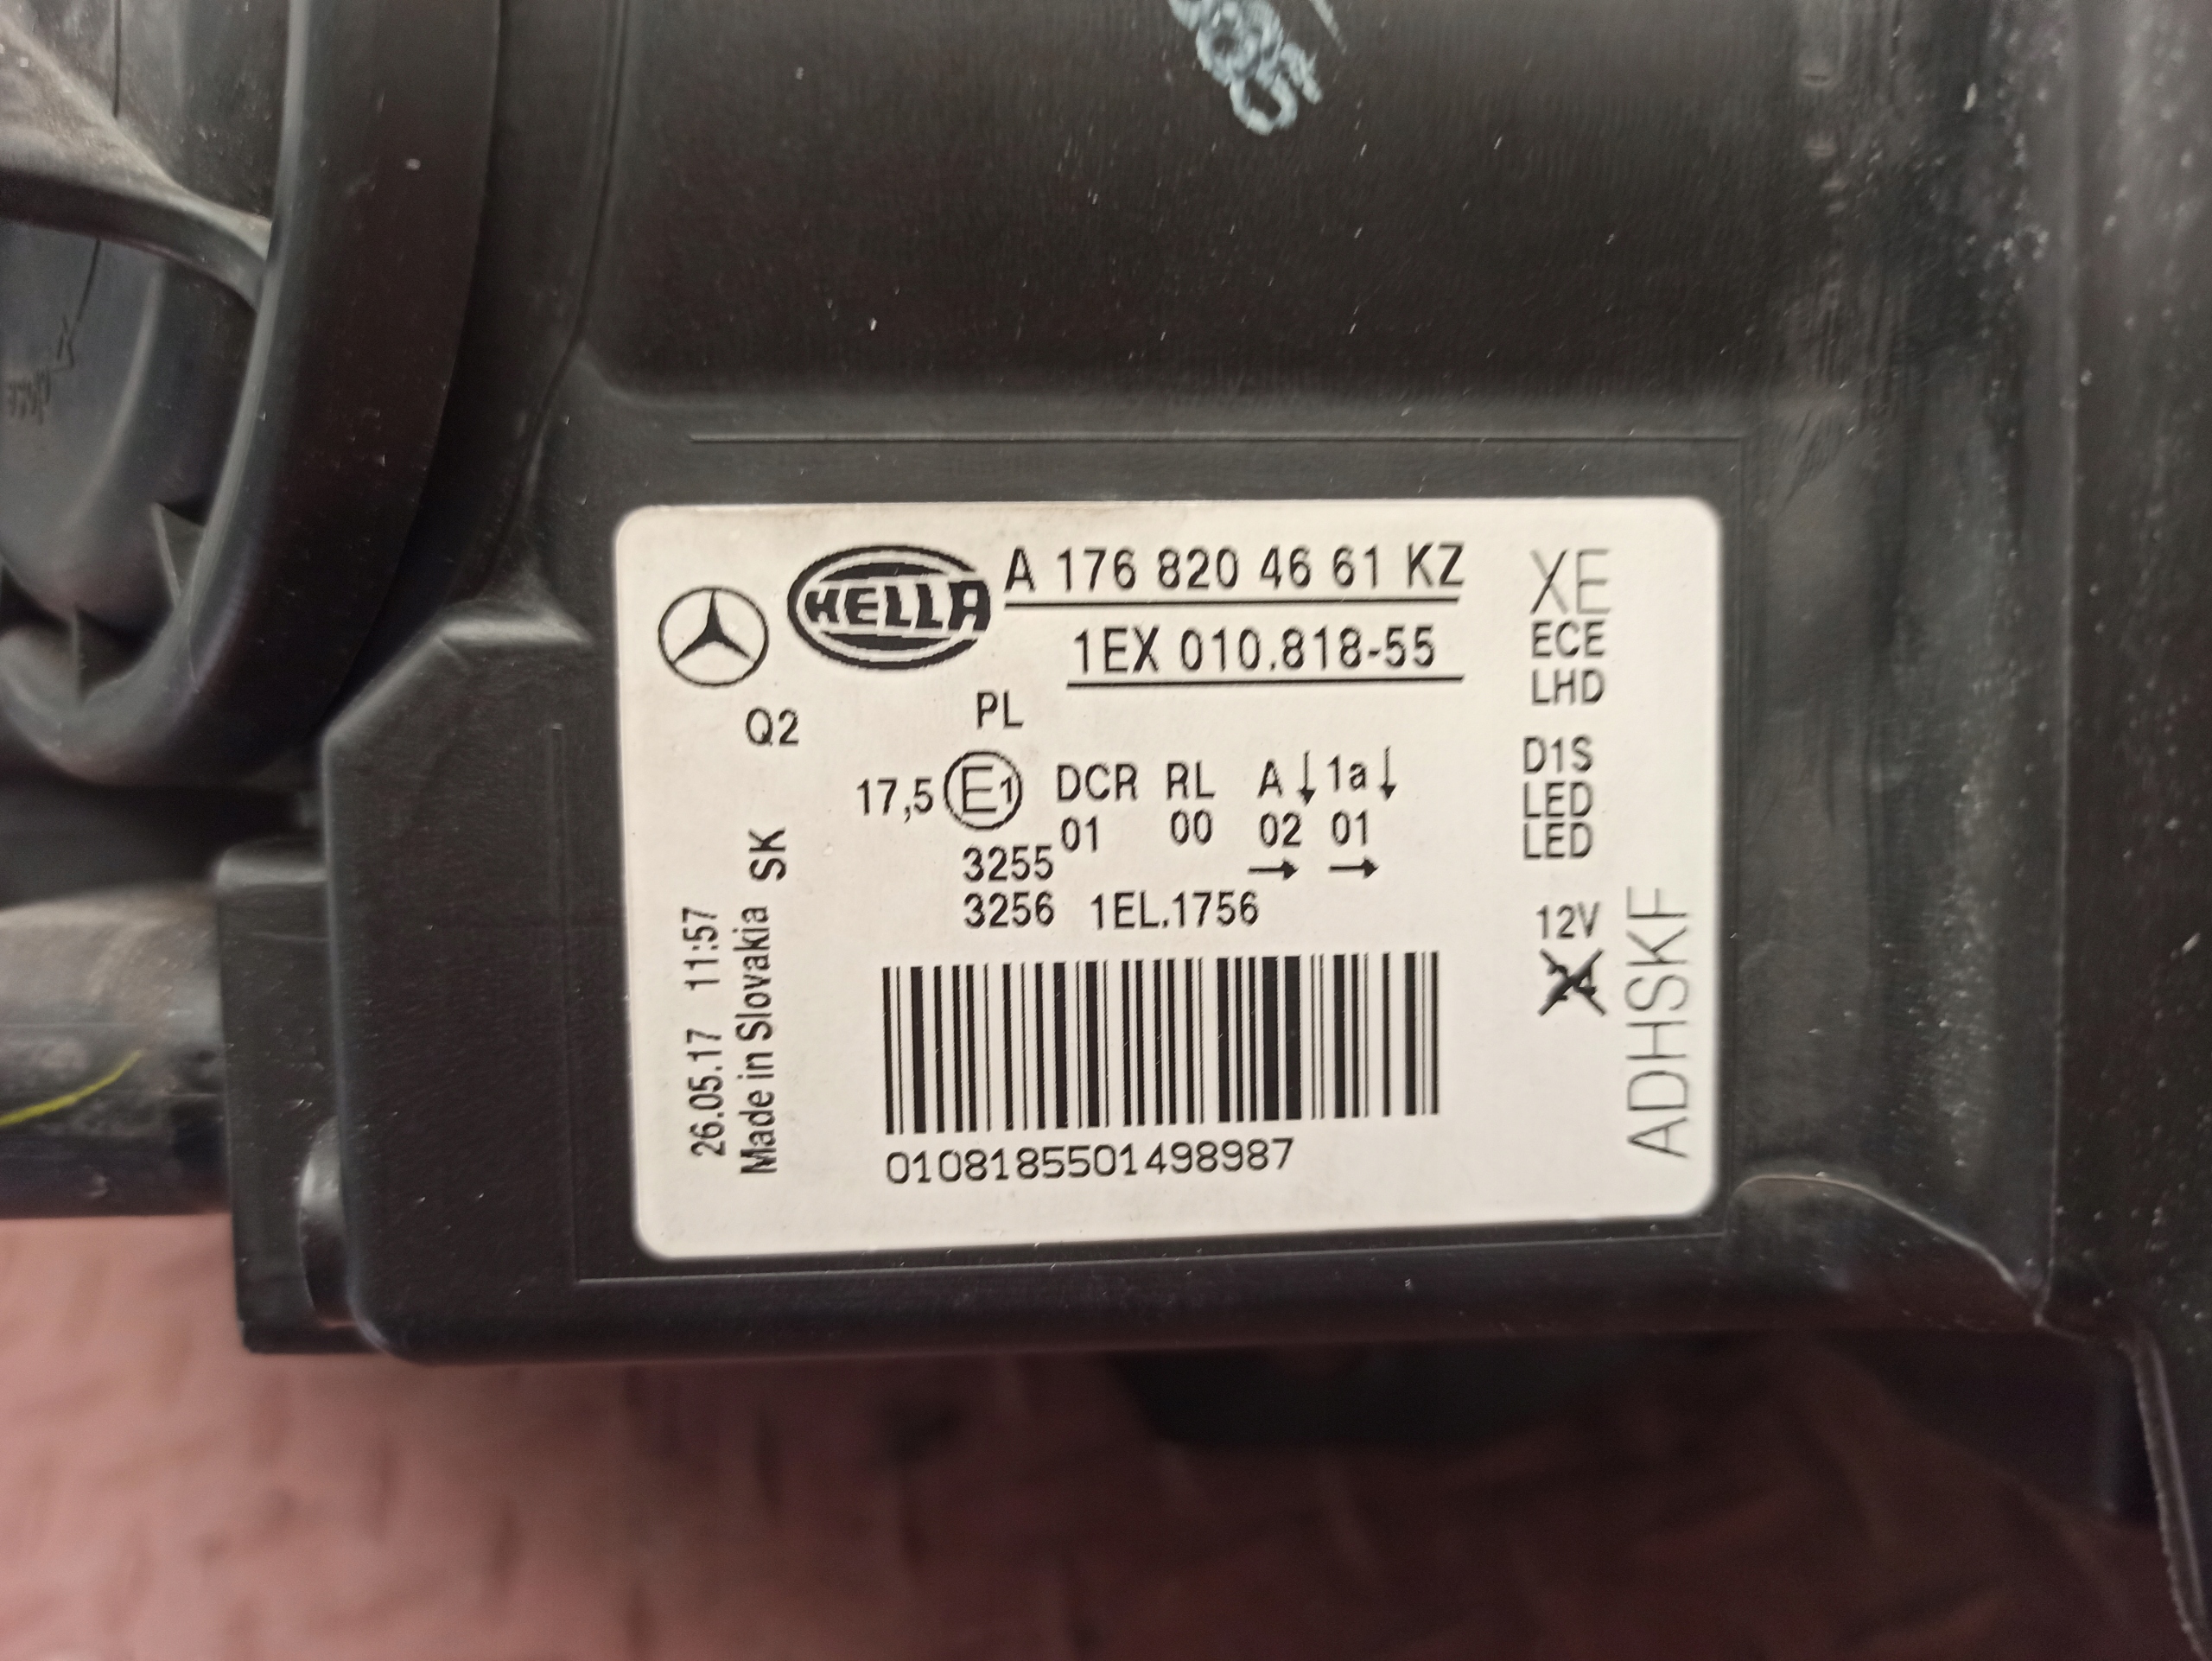 HELLA
A 176 820 46 61 KZ
1EX 010.818-55
XE
ECE
LHD
Q2
PL
17,5 E1 DCR RL A↓ 1a↓
01 00 02 01
3255 → →
3256 1EL.1756
D1S
LED
LED
12V
ADHSKF
26.05.17 11:57
Made in Slovakia SK
0108185501498987